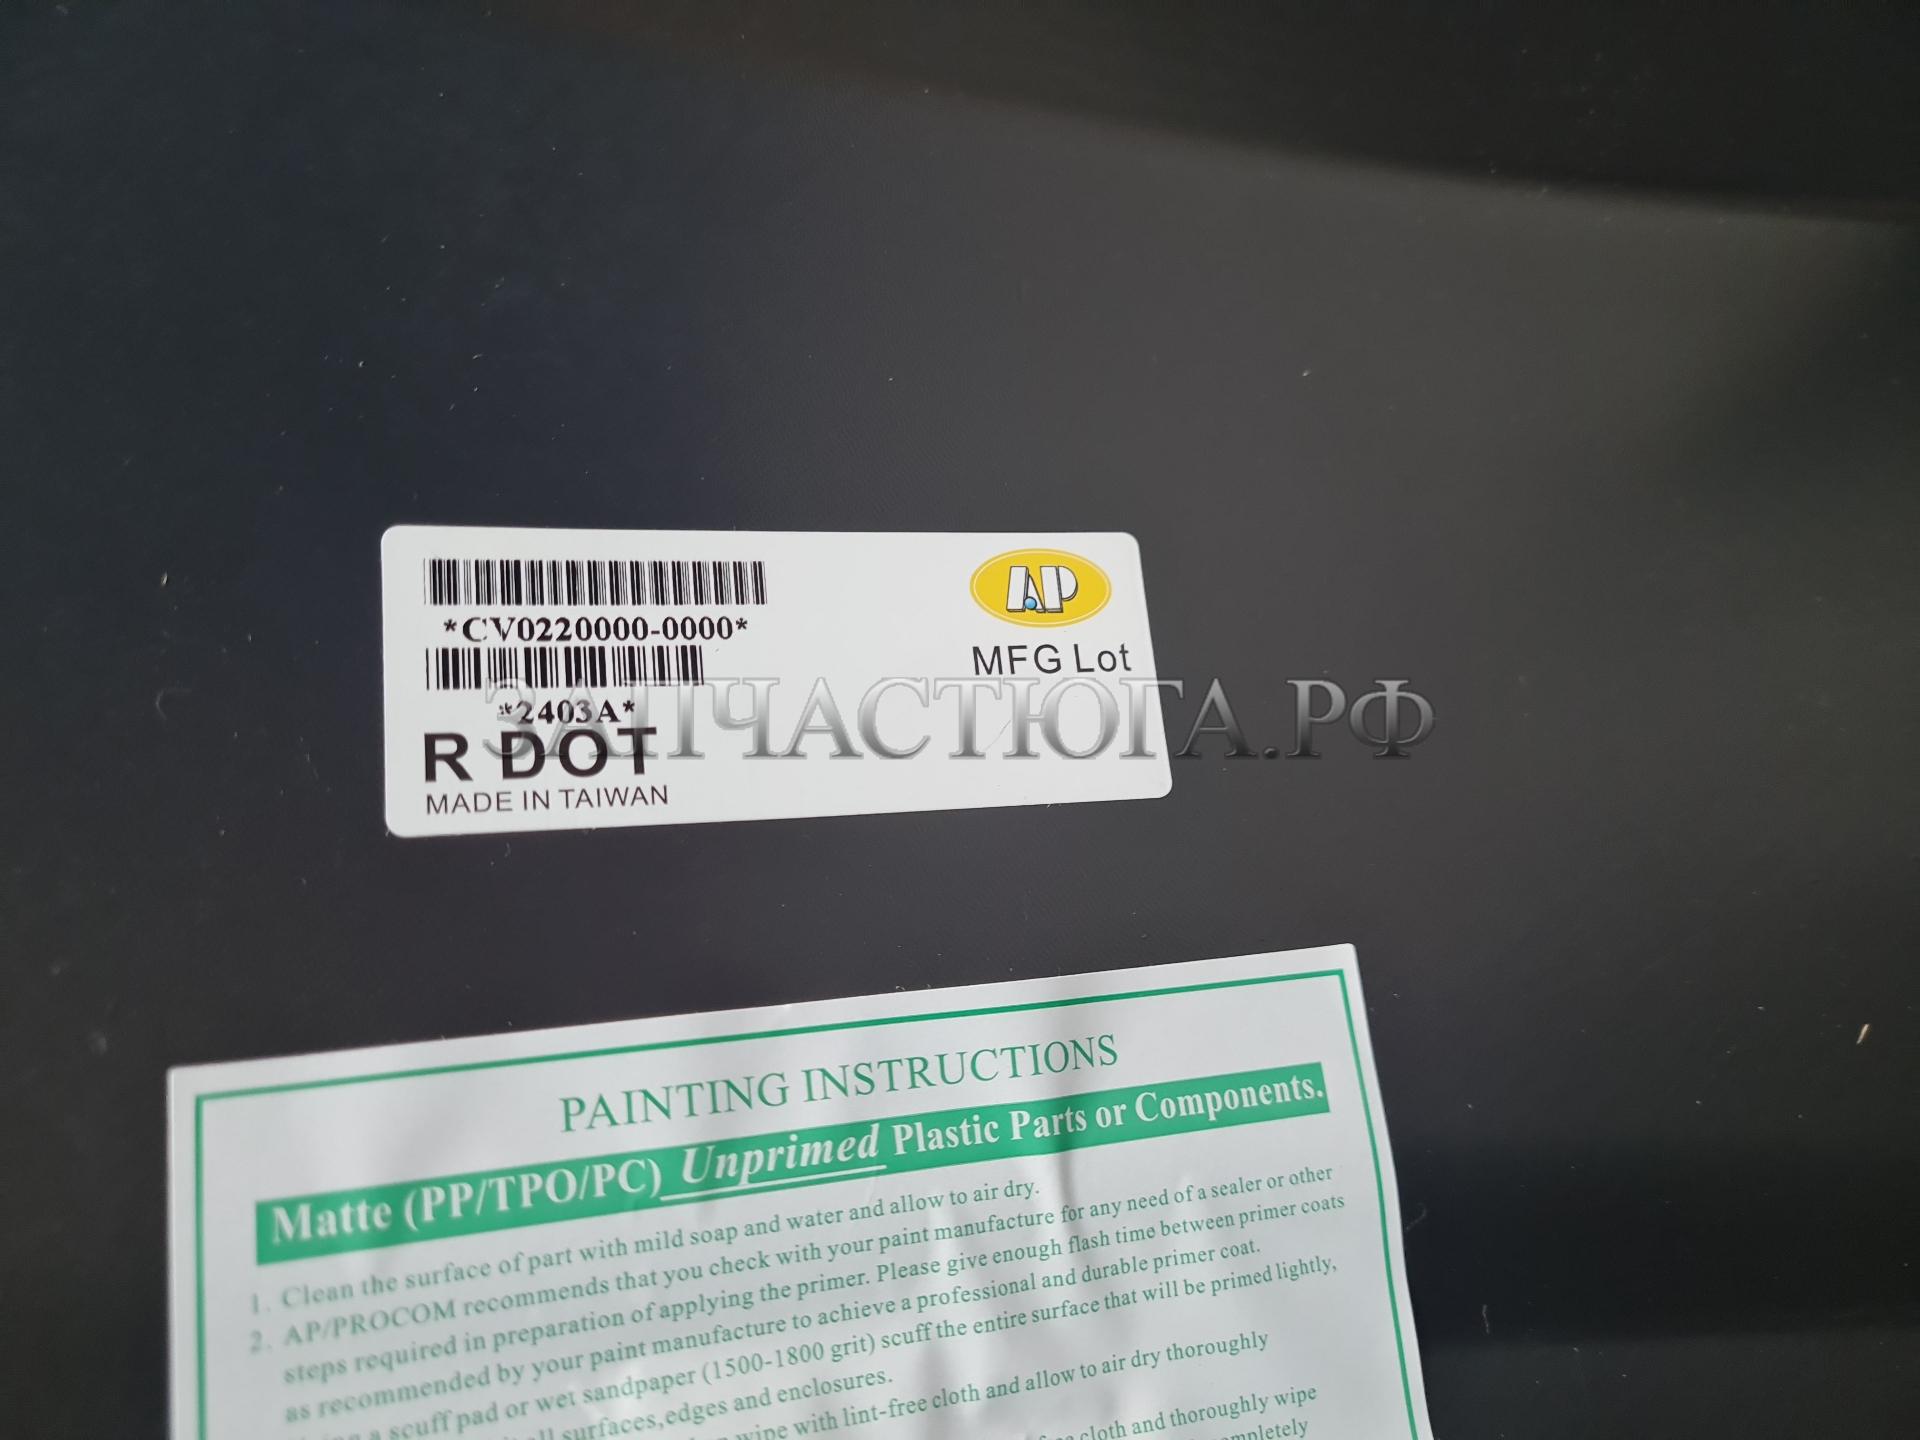 *CV0220000-0000*
AP
MFG Lot
*2403A*
ЗАПЧАСТЮГА.РФ
R DOT
MADE IN TAIWAN
PAINTING INSTRUCTIONS
Matte (PP/TPO/PC) Unprimed Plastic Parts or Components.
1. Clean the surface of part with mild soap and water and allow to air dry.
2. AP/PROCOM recommends that you check with your paint manufacture for any need of a sealer or other
steps required in preparation of applying the primer. Please give enough flash time between primer coats
as recommended by your paint manufacture to achieve a professional and durable primer coat.
a scuff pad or wet sandpaper (1500-1800 grit) scuff the entire surface that will be primed lightly,
surfaces,edges and enclosures.
wipe with lint-free cloth and allow to air dry thoroughly
cloth and thoroughly wipe